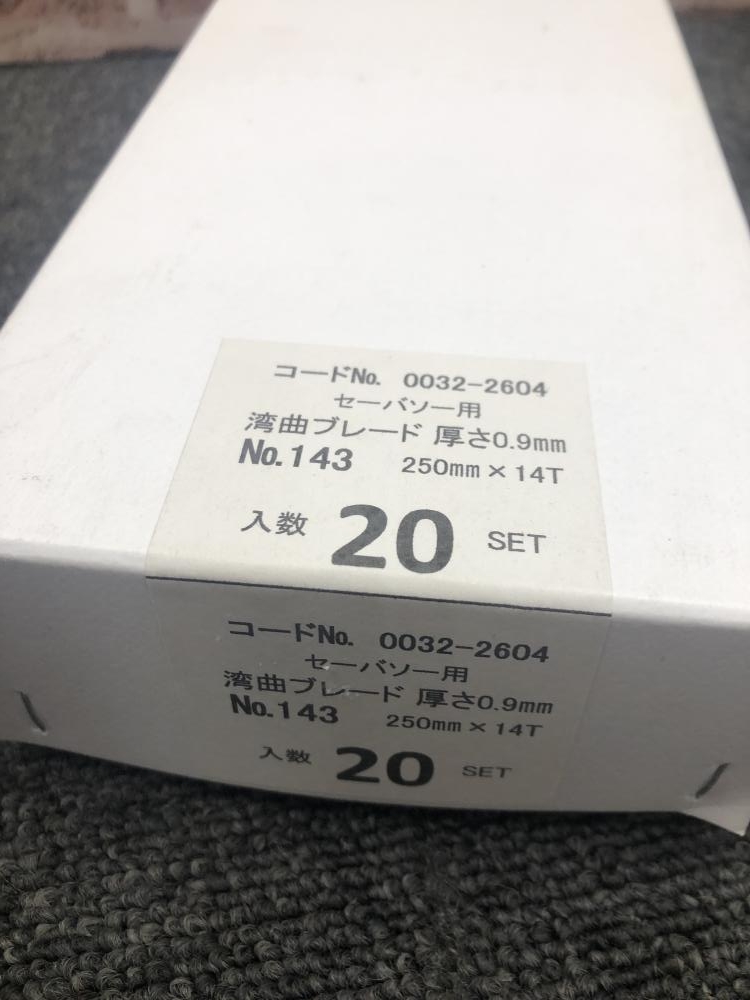 コードNo. 0032-2604
セーバソー用
湾曲ブレード 厚さ0.9mm
No.143 250mm×14T
入数 20 SET
コードNo. 0032-2604
セーバソー用
湾曲ブレード 厚さ0.9mm
No.143 250mm×14T
入数 20 SET